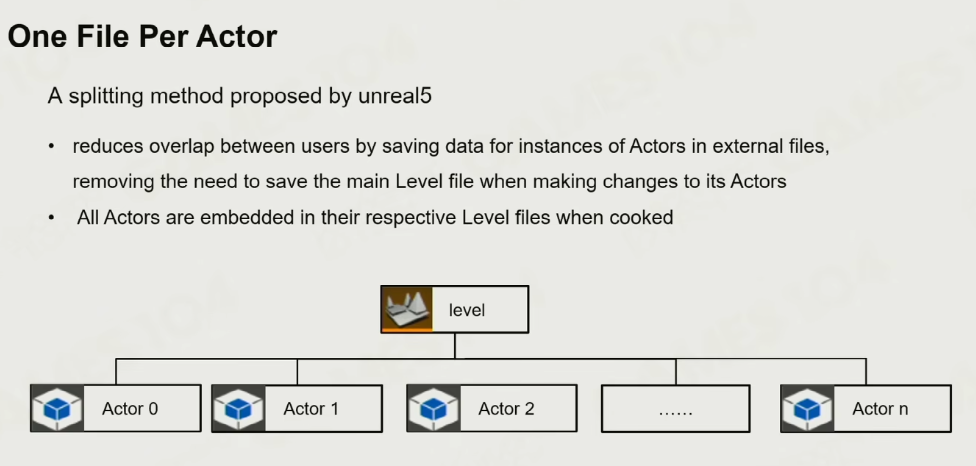 One File Per Actor
A splitting method proposed by unreal5
• reduces overlap between users by saving data for instances of Actors in external files,
removing the need to save the main Level file when making changes to its Actors
• All Actors are embedded in their respective Level files when cooked
level
Actor 0
Actor 1
Actor 2
......
Actor n